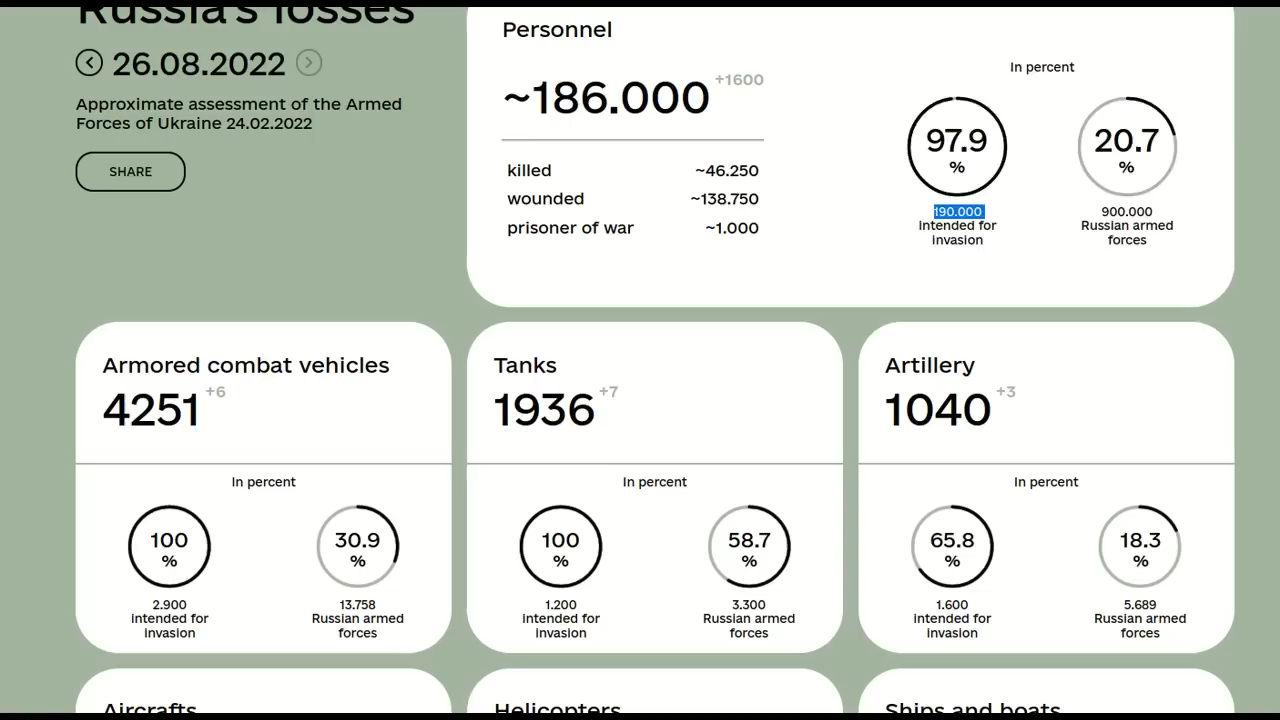 Russia's losses
26.08.2022
Approximate assessment of the Armed
Forces of Ukraine 24.02.2022
SHARE
Personnel
~186.000 +1600
killed ~46.250
wounded ~138.750
prisoner of war ~1.000
In percent
97.9
%
190.000
Intended for
invasion
20.7
%
900.000
Russian armed
forces
Armored combat vehicles
4251 +6
In percent
100
%
2.900
Intended for
invasion
30.9
%
13.758
Russian armed
forces
Tanks
1936 +7
In percent
100
%
1.200
Intended for
invasion
58.7
%
3.300
Russian armed
forces
Artillery
1040 +3
In percent
65.8
%
1.600
Intended for
invasion
18.3
%
5.689
Russian armed
forces
Aircrafts
Helicopters
Ships and boats